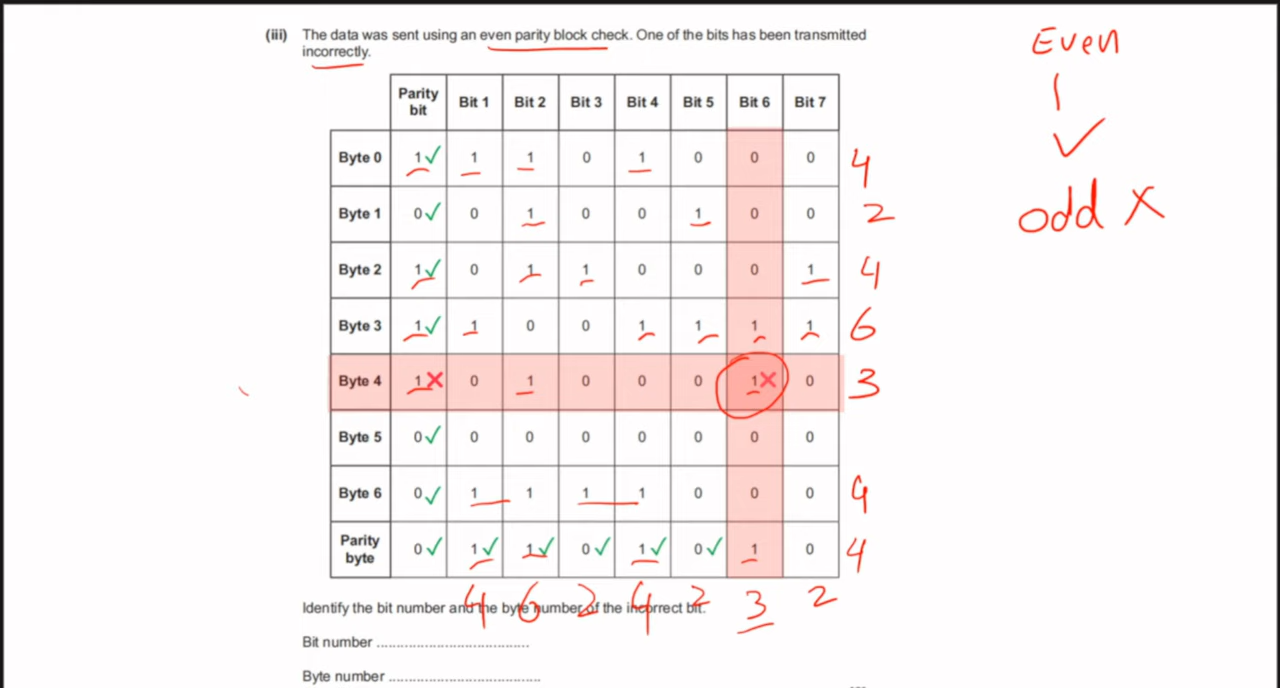 (iii) The data was sent using an even parity block check. One of the bits has been transmitted
incorrectly.
Even
|
✓
odd ✗
Parity bit Bit 1 Bit 2 Bit 3 Bit 4 Bit 5 Bit 6 Bit 7
Byte 0 1✓ 1 1 0 1 0 0 0 4
Byte 1 0✓ 0 1 0 0 1 0 0 2
Byte 2 1✓ 0 1 1 0 0 0 1 4
Byte 3 1✓ 1 0 0 1 1 1 1 6
Byte 4 1✗ 0 1 0 0 0 1✗ 0 3
Byte 5 0✓ 0 0 0 0 0 0 0
Byte 6 0✓ 1 1 1 1 0 0 0 4
Parity byte 0✓ 1✓ 1✓ 0✓ 1✓ 0✓ 1 0 4
4 6 2 4 2 3 2
Identify the bit number and the byte number of the incorrect bit.
Bit number ......................................
Byte number ......................................